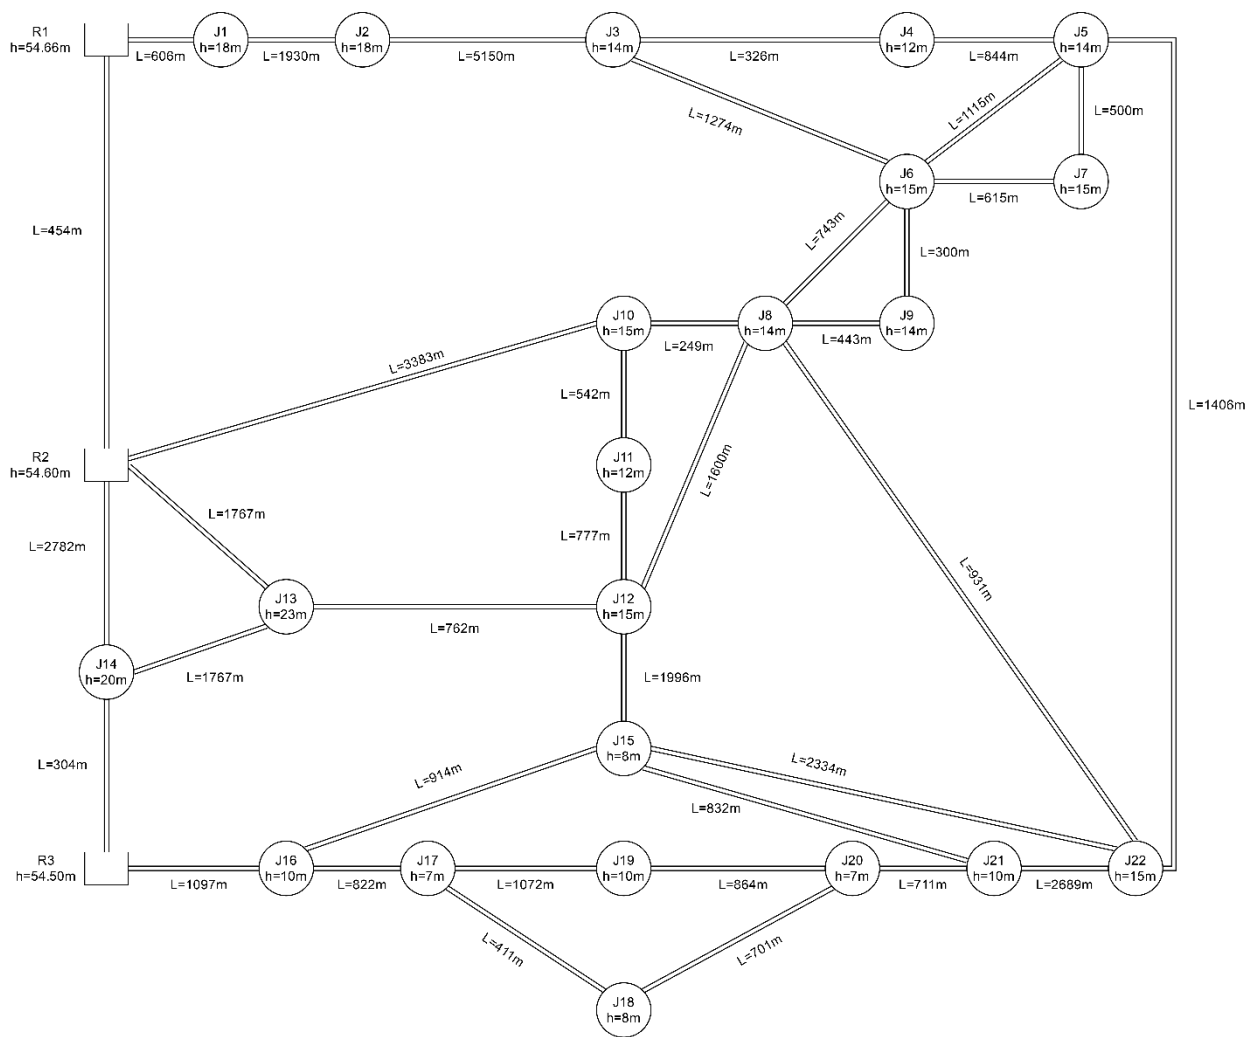 R1
h=54.66m
J1
h=18m
J2
h=18m
J3
h=14m
J4
h=12m
J5
h=14m
L=606m
L=1930m
L=5150m
L=326m
L=844m
L=1274m
L=1115m
L=500m
J6
h=15m
J7
h=15m
L=615m
L=454m
L=743m
L=300m
J10
h=15m
J8
h=14m
J9
h=14m
L=249m
L=443m
L=3383m
L=542m
L=1406m
R2
h=54.60m
J11
h=12m
L=1600m
L=1767m
L=2782m
L=777m
L=931m
J13
h=23m
J12
h=15m
L=762m
J14
h=20m
L=1767m
L=1996m
J15
h=8m
L=304m
L=914m
L=2334m
L=832m
R3
h=54.50m
J16
h=10m
J17
h=7m
J19
h=10m
J20
h=7m
J21
h=10m
J22
h=15m
L=1097m
L=822m
L=1072m
L=864m
L=711m
L=2689m
L=411m
L=701m
J18
h=8m